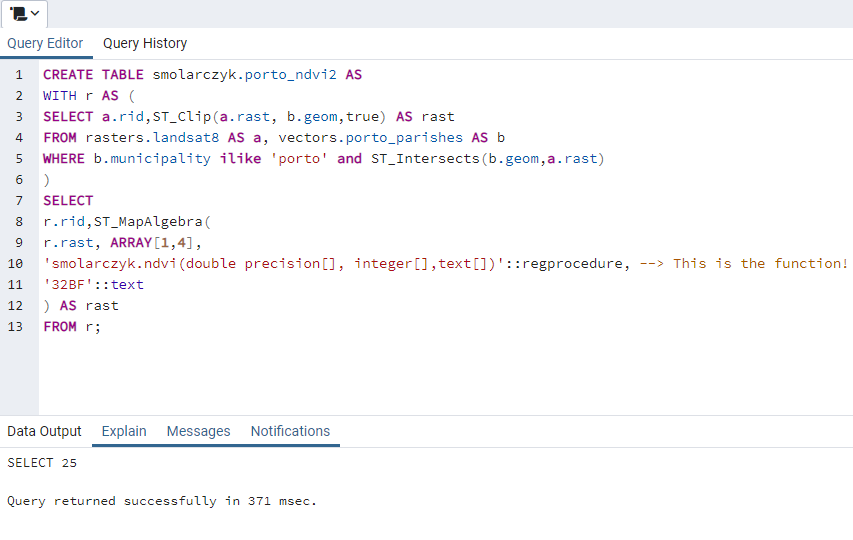 Query Editor Query History
1 CREATE TABLE smolarczyk.porto_ndvi2 AS
2 WITH r AS (
3 SELECT a.rid,ST_Clip(a.rast, b.geom,true) AS rast
4 FROM rasters.landsat8 AS a, vectors.porto_parishes AS b
5 WHERE b.municipality ilike 'porto' and ST_Intersects(b.geom,a.rast)
6 )
7 SELECT
8 r.rid,ST_MapAlgebra(
9 r.rast, ARRAY[1,4],
10 'smolarczyk.ndvi(double precision[], integer[],text[])'::regprocedure, --> This is the function!
11 '32BF'::text
12 ) AS rast
13 FROM r;
Data Output Explain Messages Notifications
SELECT 25
Query returned successfully in 371 msec.